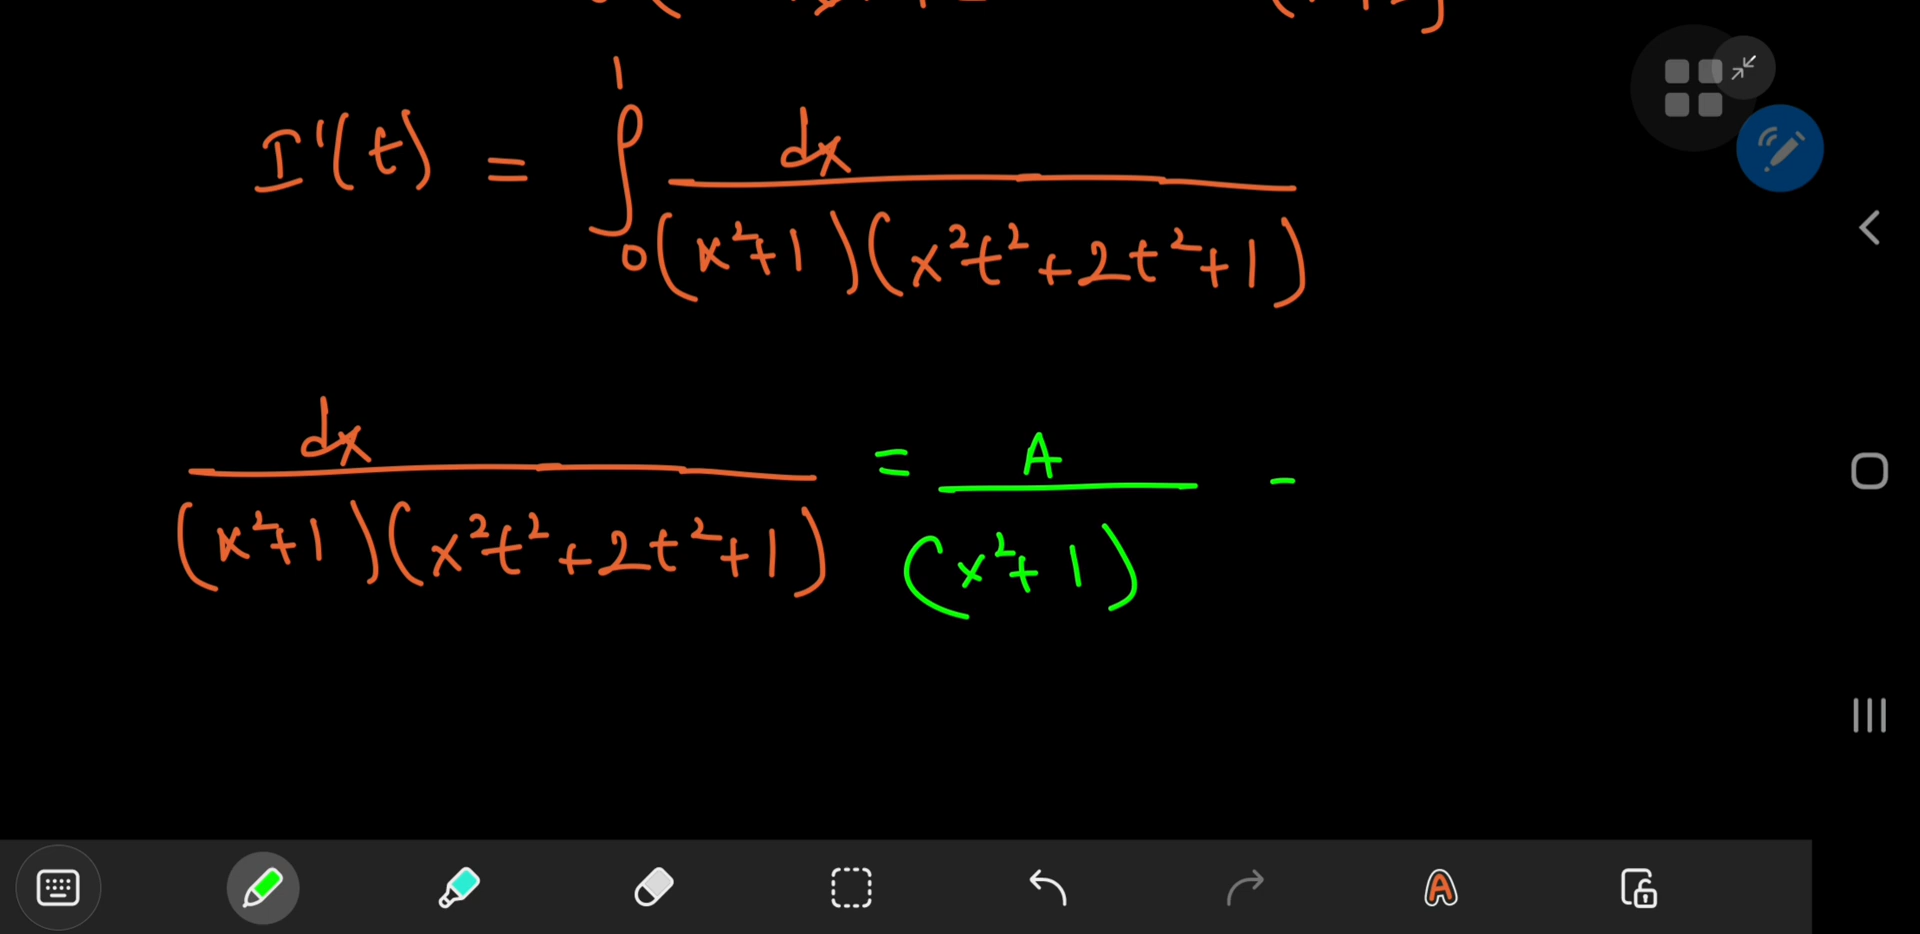 I'(t) = ∫₀¹ dx / (x²+1)(x²t²+2t²+1)
dx / (x²+1)(x²t²+2t²+1) = A / (x²+1) -